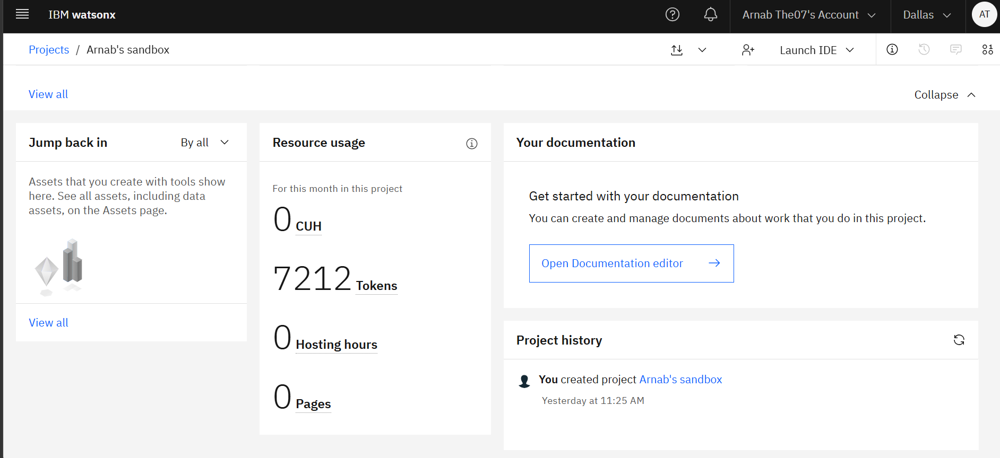 IBM watsonx
Arnab The07's Account
Dallas
AT
Projects / Arnab's sandbox
Launch IDE
View all
Collapse
Jump back in
By all
Assets that you create with tools show
here. See all assets, including data
assets, on the Assets page.
View all
Resource usage
For this month in this project
0 CUH
7212 Tokens
0 Hosting hours
0 Pages
Your documentation
Get started with your documentation
You can create and manage documents about work that you do in this project.
Open Documentation editor
Project history
You created project Arnab's sandbox
Yesterday at 11:25 AM